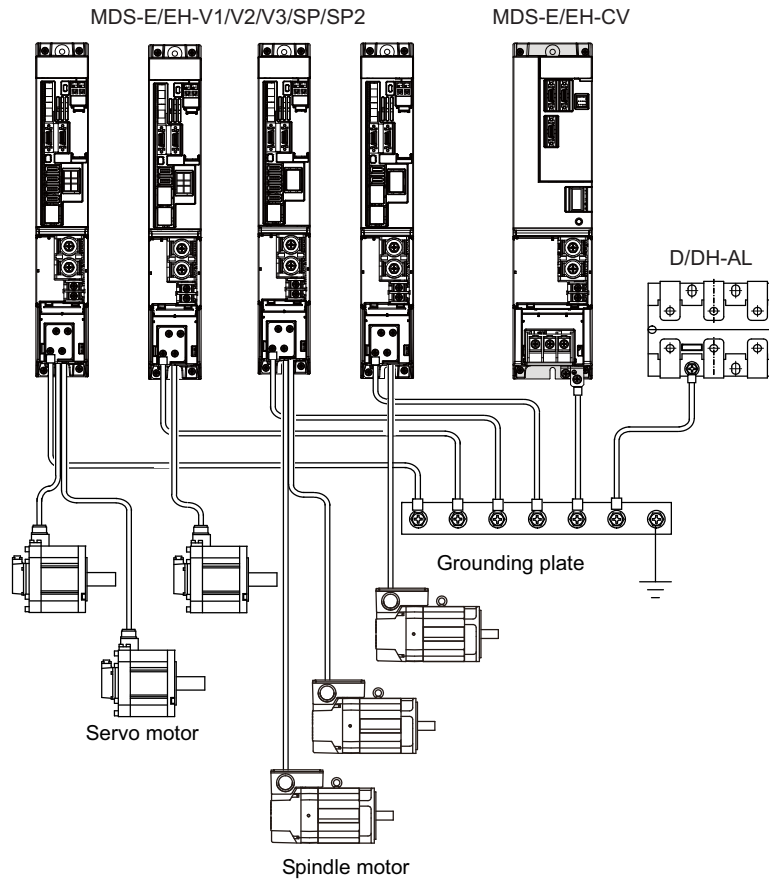 MDS-E/EH-V1/V2/V3/SP/SP2
MDS-E/EH-CV
D/DH-AL
Grounding plate
Servo motor
Spindle motor